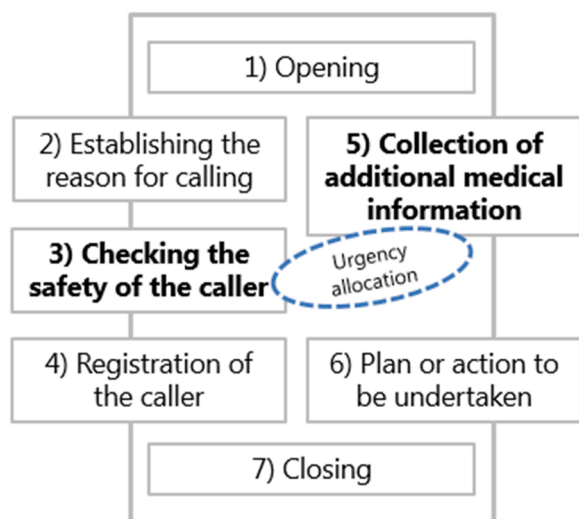 1) Opening
2) Establishing the
reason for calling
3) Checking the
safety of the caller
4) Registration of
the caller
5) Collection of
additional medical
information
Urgency
allocation
6) Plan or action to
be undertaken
7) Closing